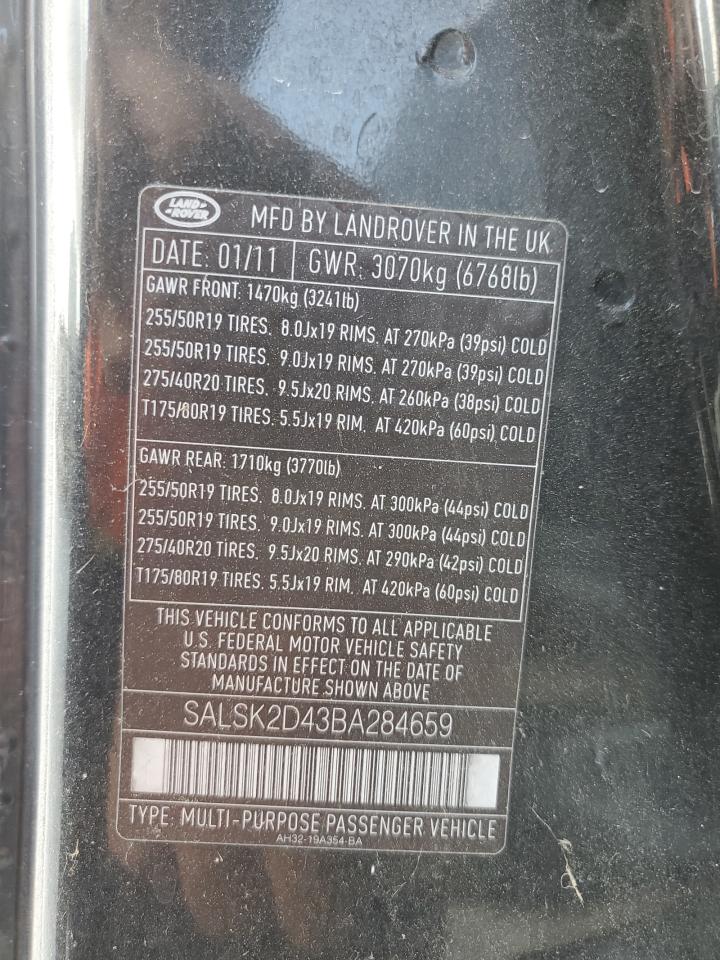 LAND
ROVER
MFD BY LANDROVER IN THE UK
DATE: 01/11 GWR: 3070kg (6768lb)
GAWR FRONT: 1470kg (3241lb)
255/50R19 TIRES. 8.0Jx19 RIMS. AT 270kPa (39psi) COLD
255/50R19 TIRES. 9.0Jx19 RIMS. AT 270kPa (39psi) COLD
275/40R20 TIRES. 9.5Jx20 RIMS. AT 260kPa (38psi) COLD
T175/80R19 TIRES. 5.5Jx19 RIM. AT 420kPa (60psi) COLD
GAWR REAR: 1710kg (3770lb)
255/50R19 TIRES. 8.0Jx19 RIMS. AT 300kPa (44psi) COLD
255/50R19 TIRES. 9.0Jx19 RIMS. AT 300kPa (44psi) COLD
275/40R20 TIRES. 9.5Jx20 RIMS. AT 290kPa (42psi) COLD
T175/80R19 TIRES. 5.5Jx19 RIM. AT 420kPa (60psi) COLD
THIS VEHICLE CONFORMS TO ALL APPLICABLE
U.S. FEDERAL MOTOR VEHICLE SAFETY
STANDARDS IN EFFECT ON THE DATE OF
MANUFACTURE SHOWN ABOVE
SALSK2D43BA284659
TYPE: MULTI-PURPOSE PASSENGER VEHICLE
AH32-19A354-BA